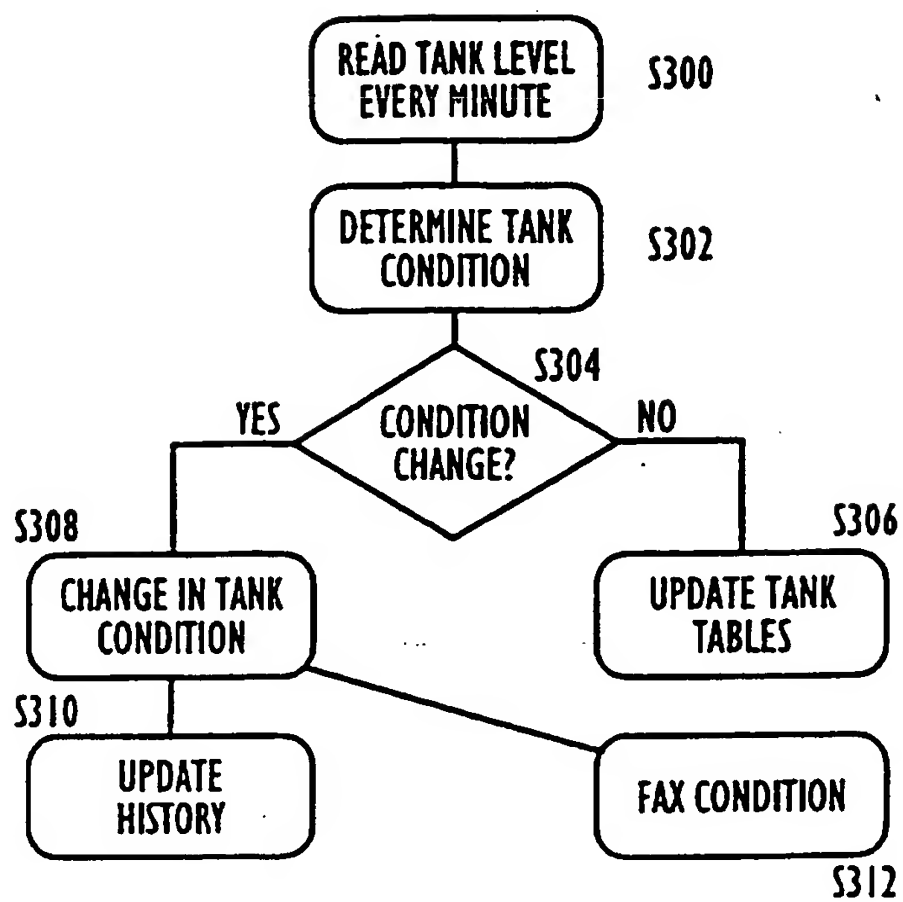 READ TANK LEVEL
EVERY MINUTE
S300
DETERMINE TANK
CONDITION
S302
S304
YES
CONDITION
CHANGE?
NO
S308
S306
CHANGE IN TANK
CONDITION
UPDATE TANK
TABLES
S310
UPDATE
HISTORY
FAX CONDITION
S312